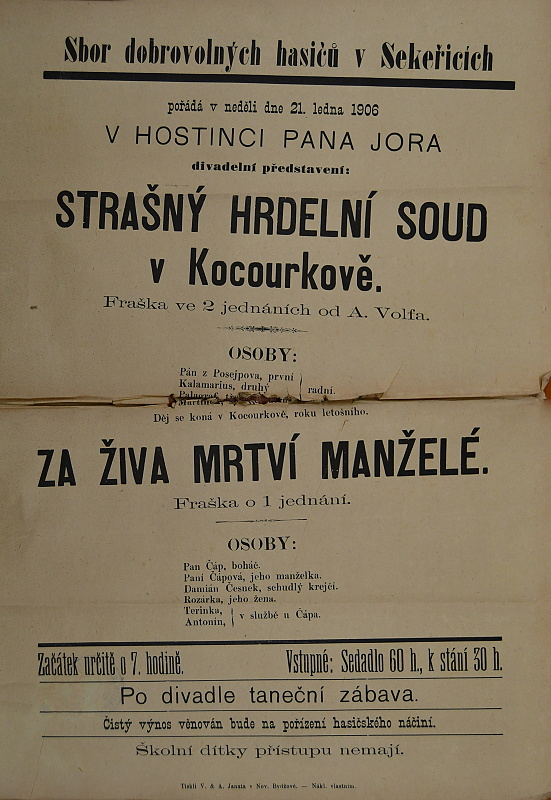 Sbor dobrovolných hasičů v Sekeřicích
pořádá v neděli dne 21. ledna 1906
V HOSTINCI PANA JORA
divadelní představení:
STRAŠNÝ HRDELNÍ SOUD
v Kocourkově.
Fraška ve 2 jednáních od A. Volfa.
OSOBY:
Pán z Posejpova, první
Kalamarius, druhý
radní.
Děj se koná v Kocourkově, roku letošního.
ZA ŽIVA MRTVÍ MANŽELÉ.
Fraška o 1 jednání.
OSOBY:
Pan Čáp, boháč.
Paní Čápová, jeho manželka.
Damián Česnek, schudlý krejčí.
Rozárka, jeho žena.
Terinka,
Antonín, v službě u Čápa.
Začátek určitě o 7. hodině. Vstupné: Sedadlo 60 h., k stání 30 h.
Po divadle taneční zábava.
Čistý výnos věnován bude na pořízení hasičského náčiní.
Školní dítky přístupu nemají.
Tiskli V. & A. Janata v Nov. Bydžově. — Nákl. vlastním.